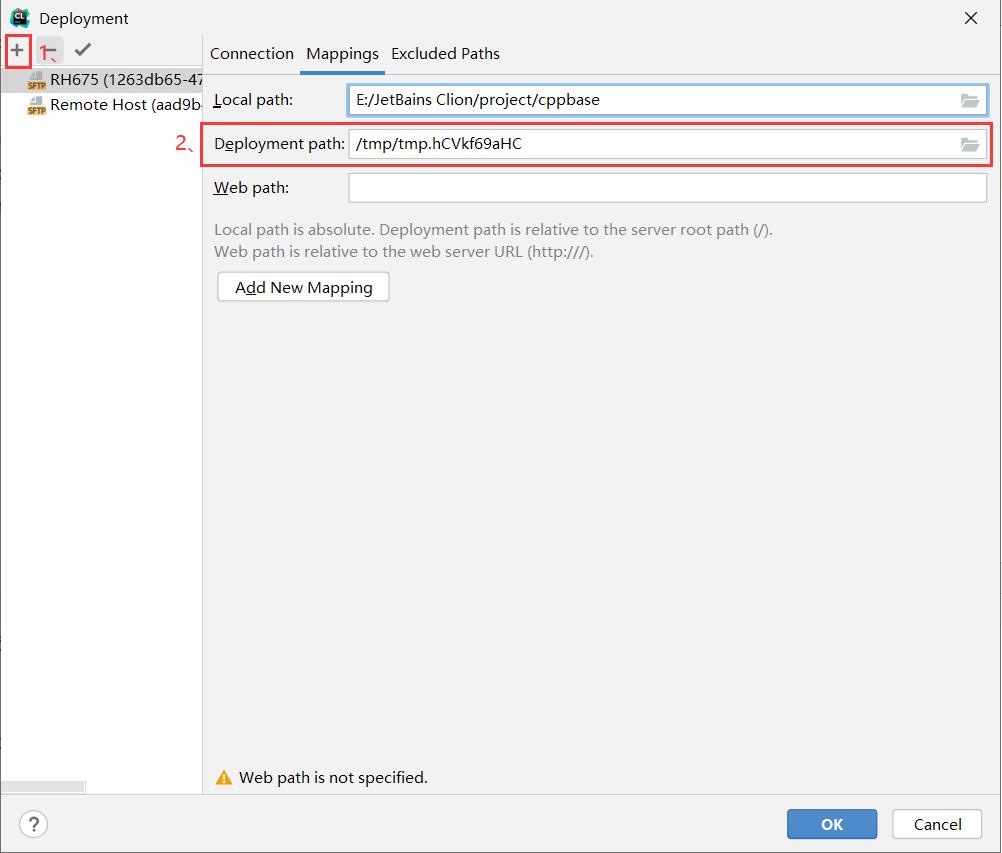 Deployment
1、
RH675 (1263db65-47
Remote Host (aad9b-
Connection Mappings Excluded Paths
Local path: E:/JetBains Clion/project/cppbase
2、 Deployment path: /tmp/tmp.hCVkf69aHC
Web path:
Local path is absolute. Deployment path is relative to the server root path (/).
Web path is relative to the web server URL (http:///).
Add New Mapping
Web path is not specified.
? OK Cancel